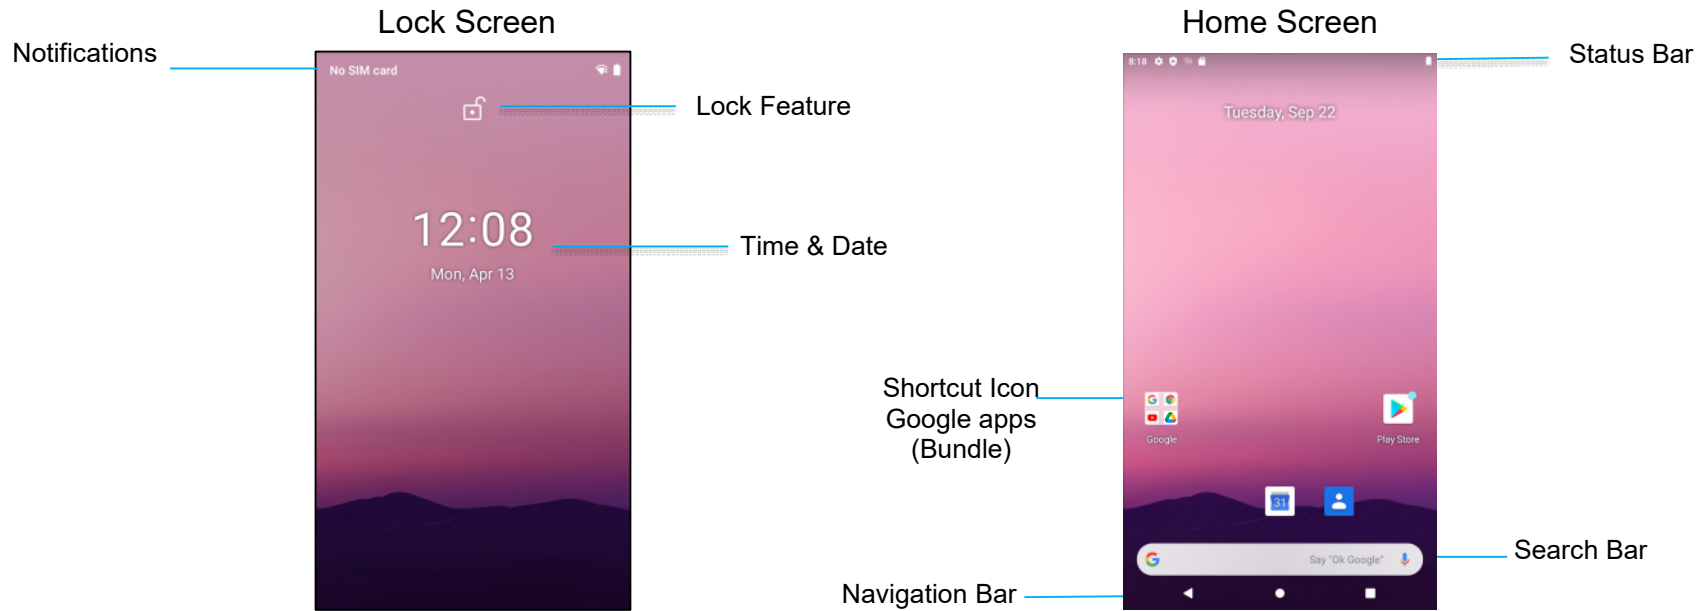 Lock Screen
Notifications
No SIM card
Lock Feature
12:08
Mon, Apr 13
Time & Date
Home Screen
8:18
Status Bar
Tuesday, Sep 22
Shortcut Icon
Google apps
(Bundle)
Google
Play Store
31
Say "Ok Google"
Search Bar
Navigation Bar